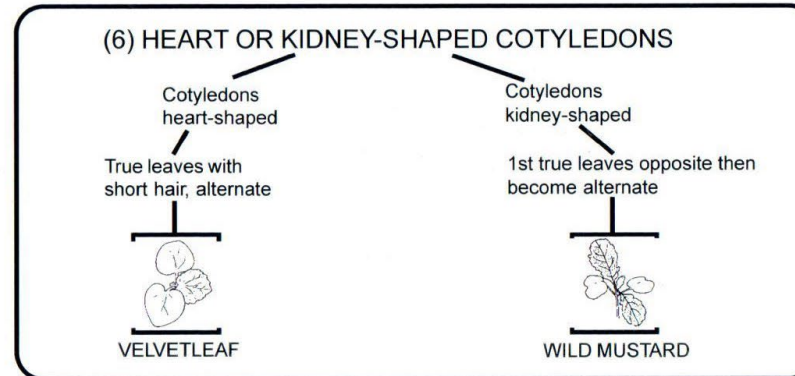 (6) HEART OR KIDNEY-SHAPED COTYLEDONS
Cotyledons
heart-shaped
True leaves with
short hair, alternate
VELVETLEAF
Cotyledons
kidney-shaped
1st true leaves opposite then
become alternate
WILD MUSTARD